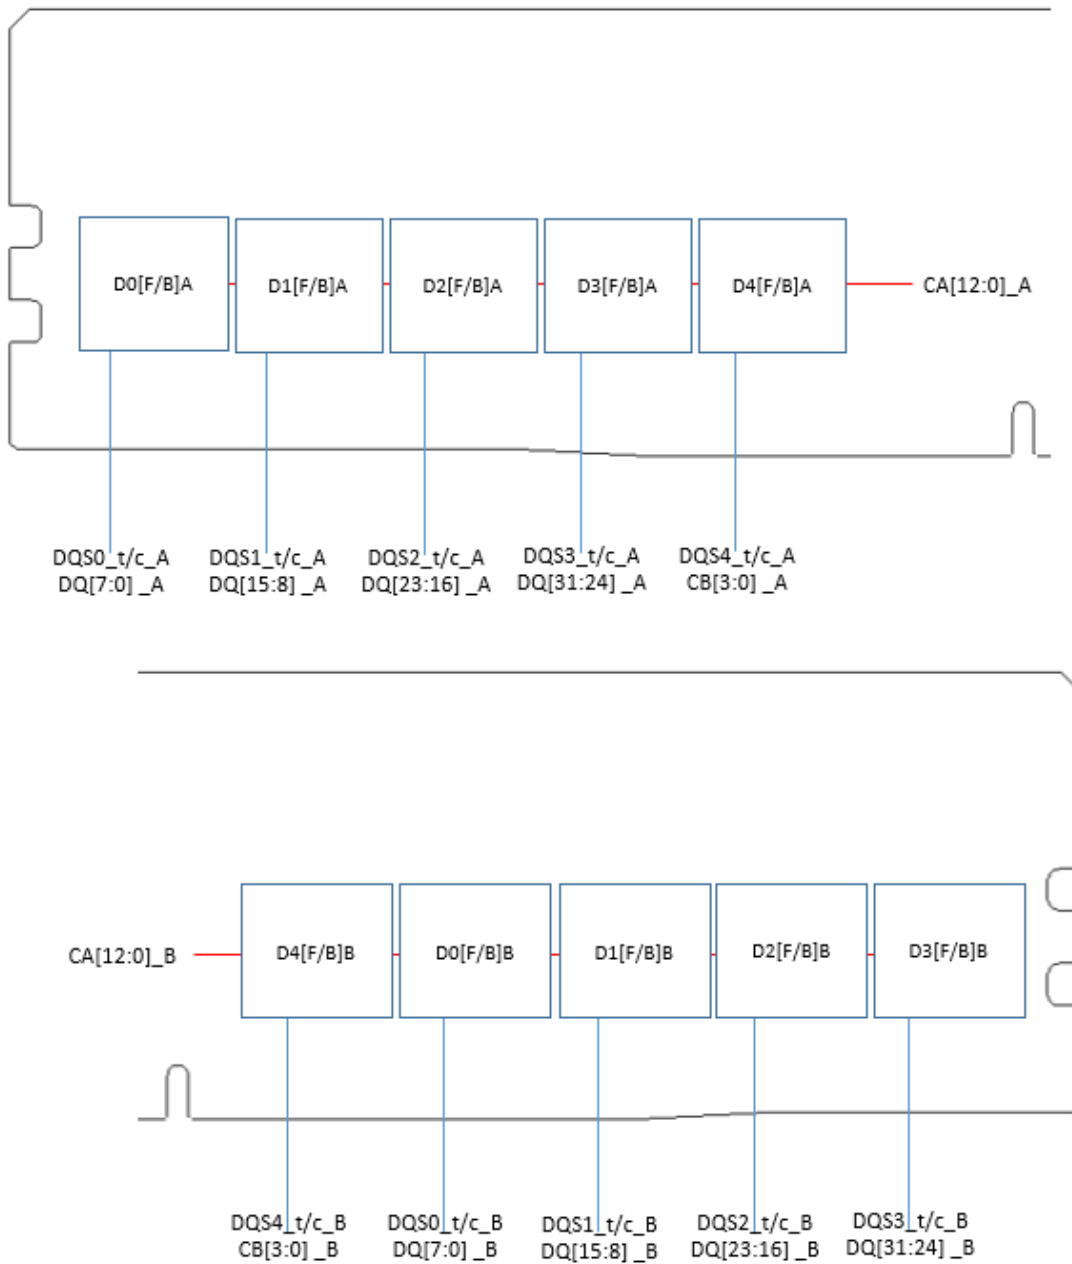 D0[F/B]A
D1[F/B]A
D2[F/B]A
D3[F/B]A
D4[F/B]A
CA[12:0]_A
DQS0_t/c_A
DQ[7:0] _A
DQS1_t/c_A
DQ[15:8] _A
DQS2_t/c_A
DQ[23:16] _A
DQS3_t/c_A
DQ[31:24] _A
DQS4_t/c_A
CB[3:0] _A
CA[12:0]_B
D4[F/B]B
D0[F/B]B
D1[F/B]B
D2[F/B]B
D3[F/B]B
DQS4_t/c_B
CB[3:0] _B
DQS0_t/c_B
DQ[7:0] _B
DQS1_t/c_B
DQ[15:8] _B
DQS2_t/c_B
DQ[23:16] _B
DQS3_t/c_B
DQ[31:24] _B